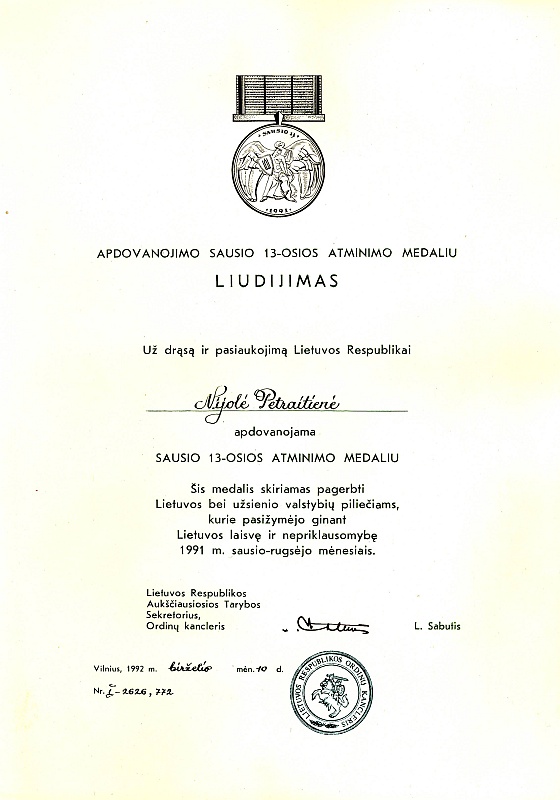 • SAUSIO 13 •
• 1991 •
APDOVANOJIMO SAUSIO 13-OSIOS ATMINIMO MEDALIU
LIUDIJIMAS
Už drąsą ir pasiaukojimą Lietuvos Respublikai
Nijolė Petraitienė
apdovanojama
SAUSIO 13-OSIOS ATMINIMO MEDALIU
Šis medalis skiriamas pagerbti
Lietuvos bei užsienio valstybių piliečiams,
kurie pasižymėjo ginant
Lietuvos laisvę ir nepriklausomybę
1991 m. sausio-rugsėjo mėnesiais.
Lietuvos Respublikos
Aukščiausiosios Tarybos
Sekretorius,
Ordinų kancleris L. Sabutis
Vilnius, 1992 m. birželio mėn. 10 d.
Nr. Į-2626, 772
LIETUVOS RESPUBLIKOS ORDINŲ KANCLERIS